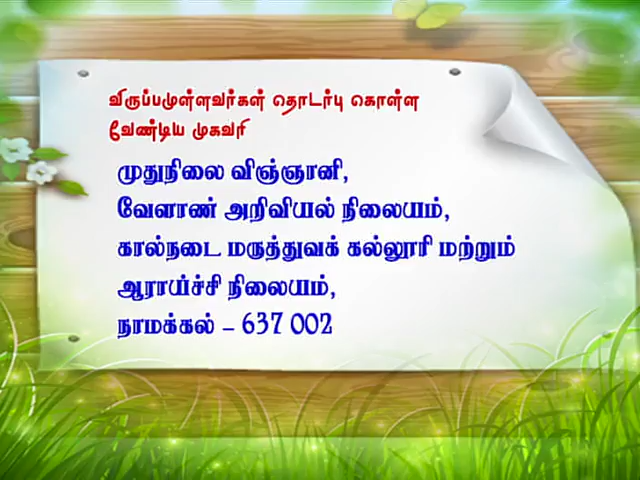 விருப்பமுள்ளவர்கள் தொடர்பு கொள்ள
வேண்டிய முகவரி
முதுநிலை விஞ்ஞானி,
வேளாண் அறிவியல் நிலையம்,
கால்நடை மருத்துவக் கல்லூரி மற்றும்
ஆராய்ச்சி நிலையம்,
நாமக்கல் – 637 002